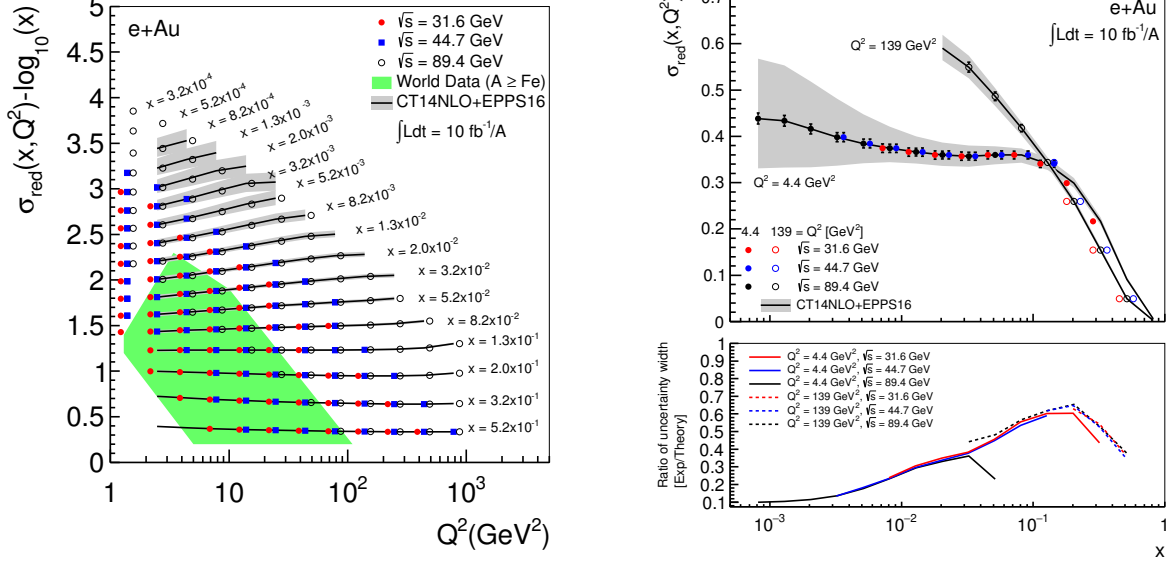 σred(x,Q²)-log10(x)
5
4.5
4
3.5
3
2.5
2
1.5
1
0.5
0
e+Au
√s = 31.6 GeV
√s = 44.7 GeV
√s = 89.4 GeV
World Data (A ≥ Fe)
CT14NLO+EPPS16
∫Ldt = 10 fb⁻¹/A
x = 3.2x10⁻⁴
x = 5.2x10⁻⁴
x = 8.2x10⁻⁴
x = 1.3x10⁻³
x = 2.0x10⁻³
x = 3.2x10⁻³
x = 5.2x10⁻³
x = 8.2x10⁻³
x = 1.3x10⁻²
x = 2.0x10⁻²
x = 3.2x10⁻²
x = 5.2x10⁻²
x = 8.2x10⁻²
x = 1.3x10⁻¹
x = 2.0x10⁻¹
x = 3.2x10⁻¹
x = 5.2x10⁻¹
1 10 10² 10³
Q²(GeV²)
σred(x,Q²)
0.6
0.5
0.4
0.3
0.2
0.1
0
e+Au
∫Ldt = 10 fb⁻¹/A
Q² = 139 GeV²
Q² = 4.4 GeV²
4.4 139 = Q² [GeV²]
√s = 31.6 GeV
√s = 44.7 GeV
√s = 89.4 GeV
CT14NLO+EPPS16
Ratio of uncertainty width
[Exp/Theory]
1
0.9
0.8
0.7
0.6
0.5
0.4
0.3
0.2
0.1
Q² = 4.4 GeV², √s = 31.6 GeV
Q² = 4.4 GeV², √s = 44.7 GeV
Q² = 4.4 GeV², √s = 89.4 GeV
Q² = 139 GeV², √s = 31.6 GeV
Q² = 139 GeV², √s = 44.7 GeV
Q² = 139 GeV², √s = 89.4 GeV
10⁻³ 10⁻² 10⁻¹ 1
x